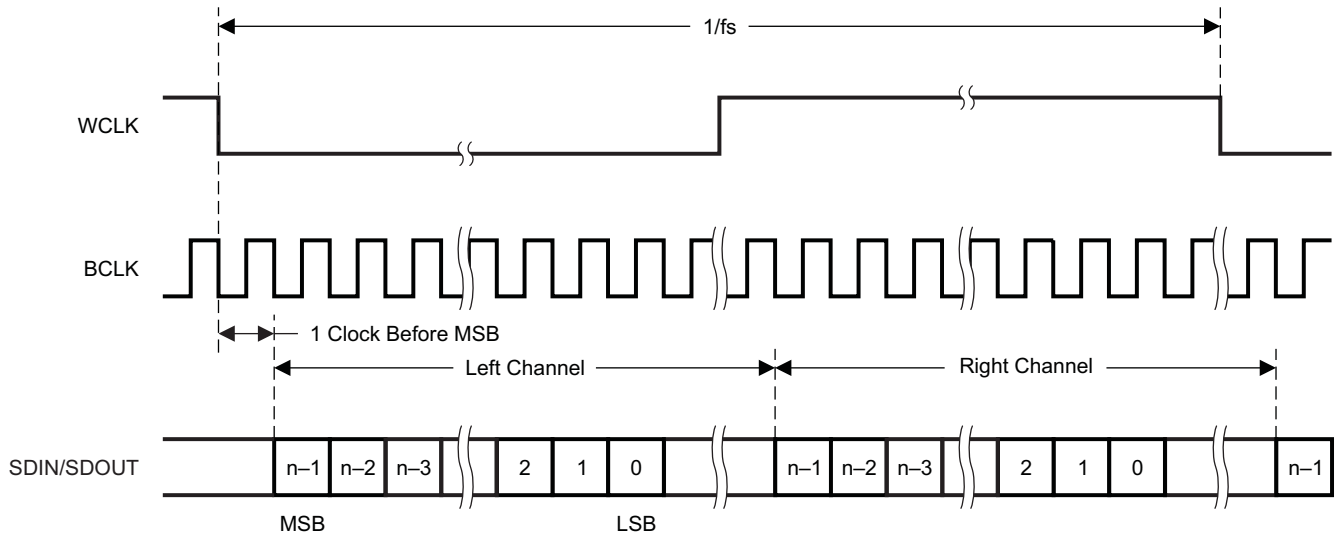 1/fs
WCLK
BCLK
1 Clock Before MSB
Left Channel
Right Channel
SDIN/SDOUT
n–1 n–2 n–3 2 1 0 n–1 n–2 n–3 2 1 0 n–1
MSB LSB